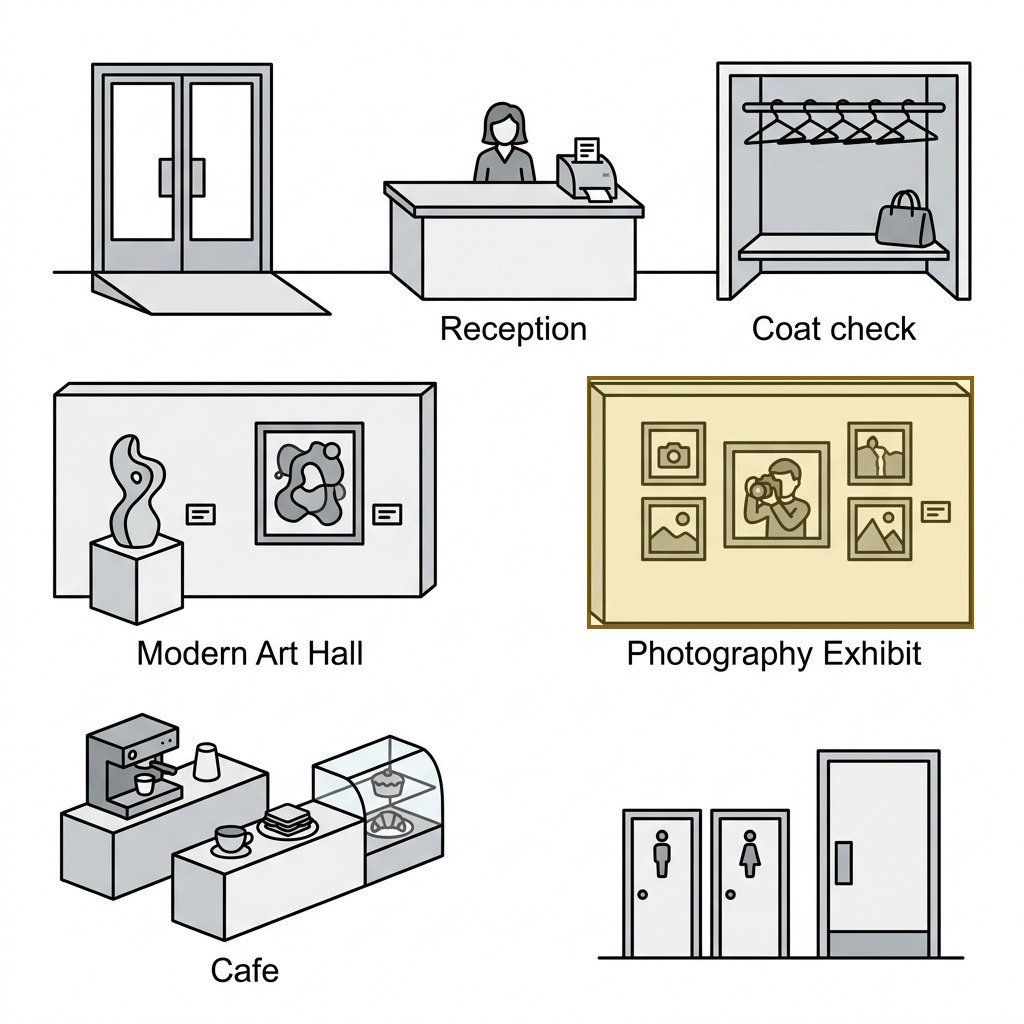 Reception
Coat check
Modern Art Hall
Photography Exhibit
Cafe